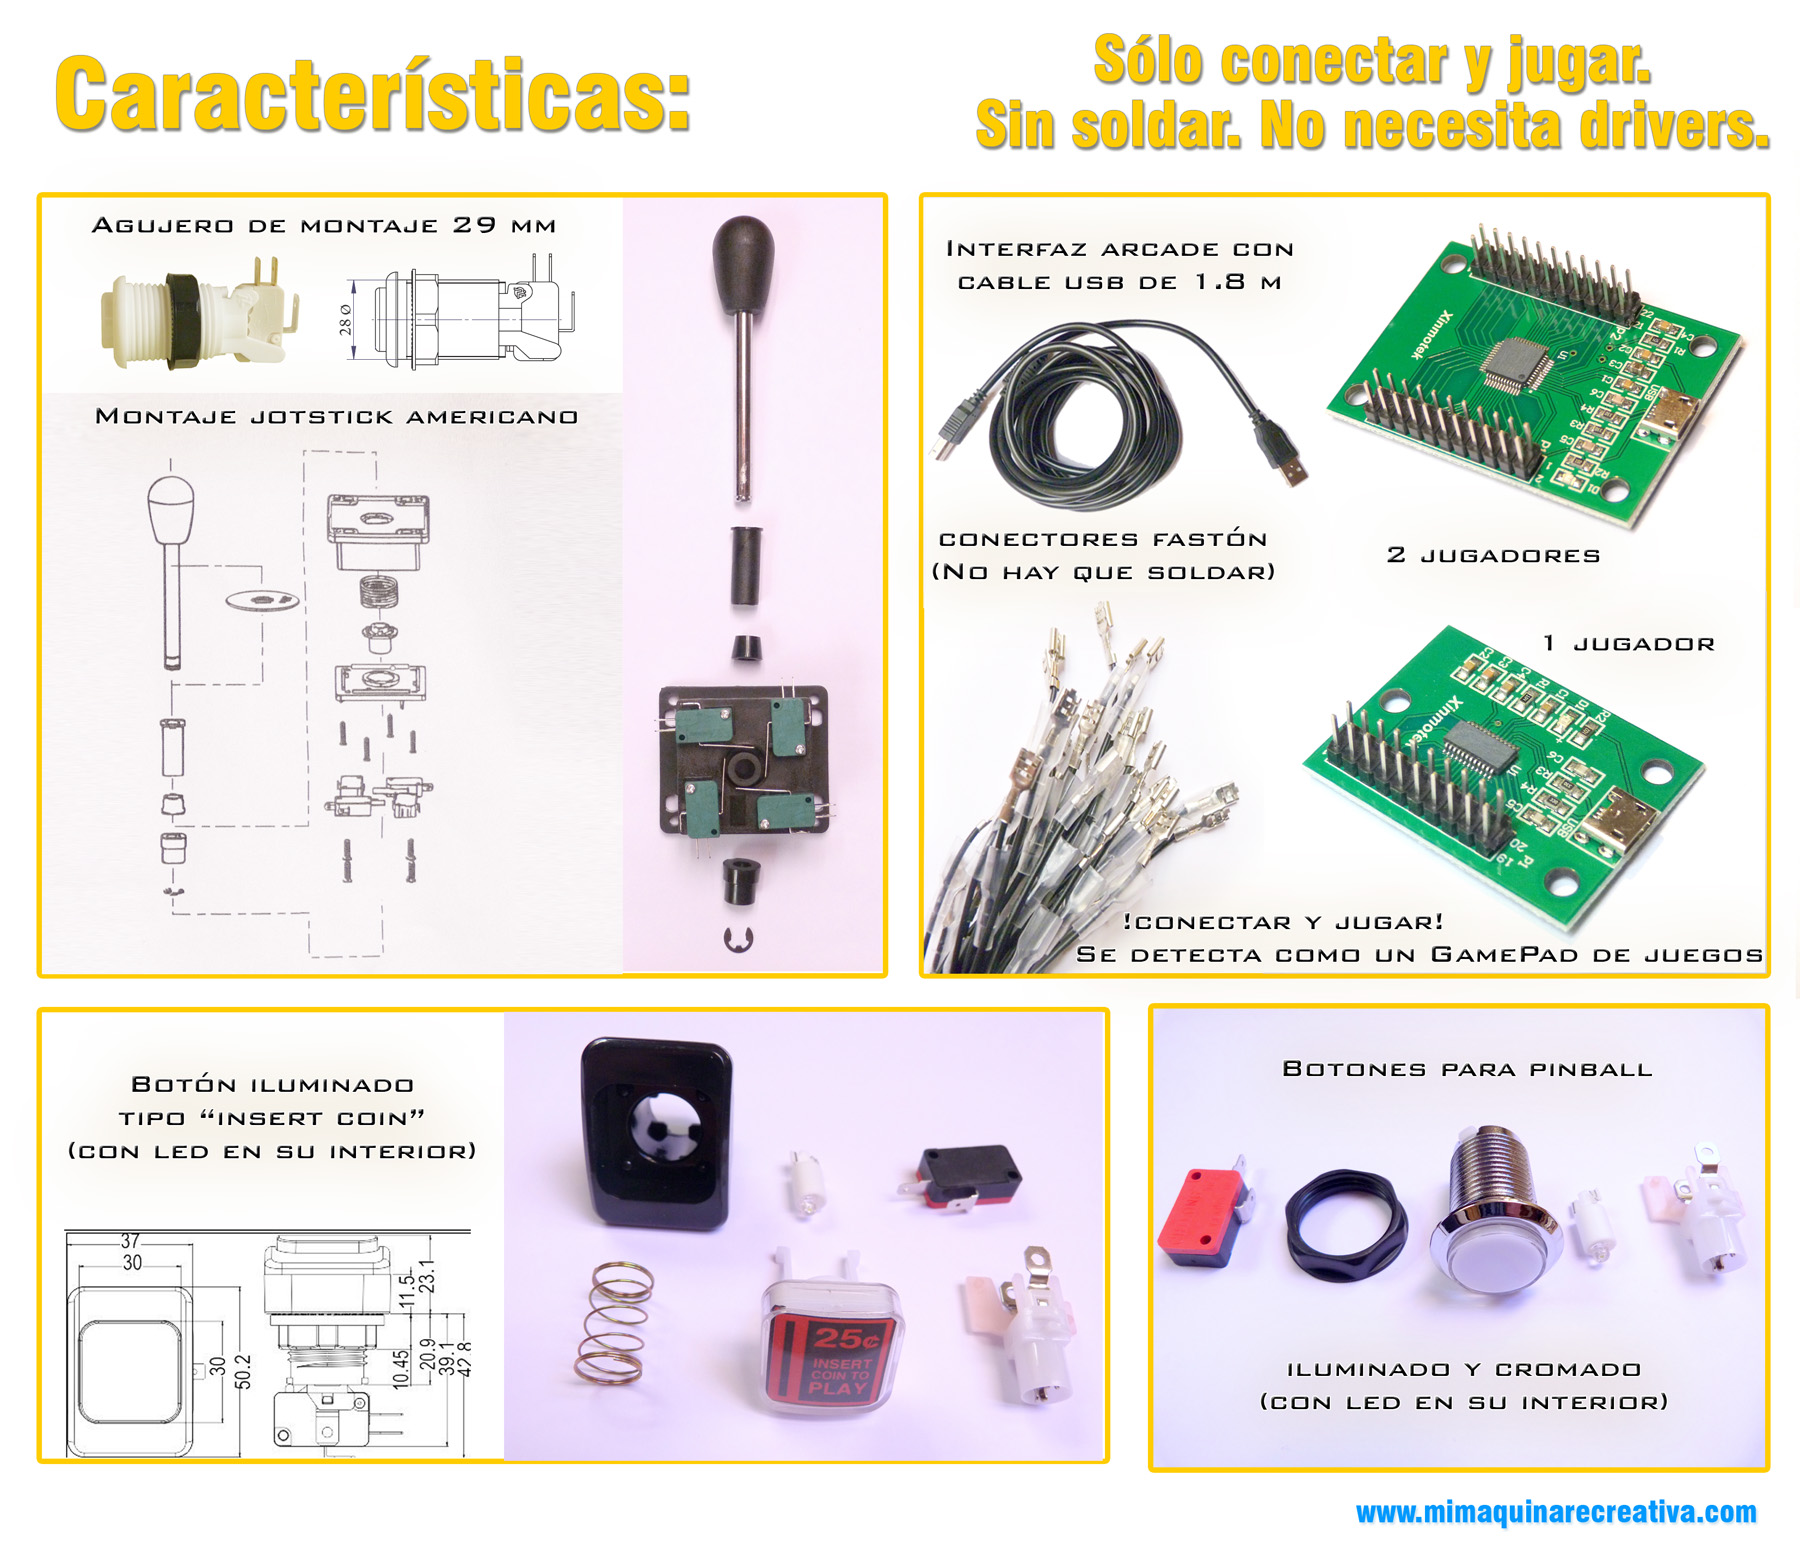 Características:
Sólo conectar y jugar.
Sin soldar. No necesita drivers.
Agujero de montaje 29 mm
28 Ø
Montaje jotstick americano
Interfaz arcade con
cable usb de 1.8 m
Xinmotek
conectores fastón
(No hay que soldar)
2 jugadores
1 jugador
Xinmotek
!conectar y jugar!
Se detecta como un GamePad de juegos
Botón iluminado
tipo “insert coin”
(con led en su interior)
37
30
30
50.2
11.5
23.1
10.45
20.9
39.1
42.8
25¢
INSERT
COIN TO
PLAY
Botones para pinball
iluminado y cromado
(con led en su interior)
www.mimaquinarecreativa.com